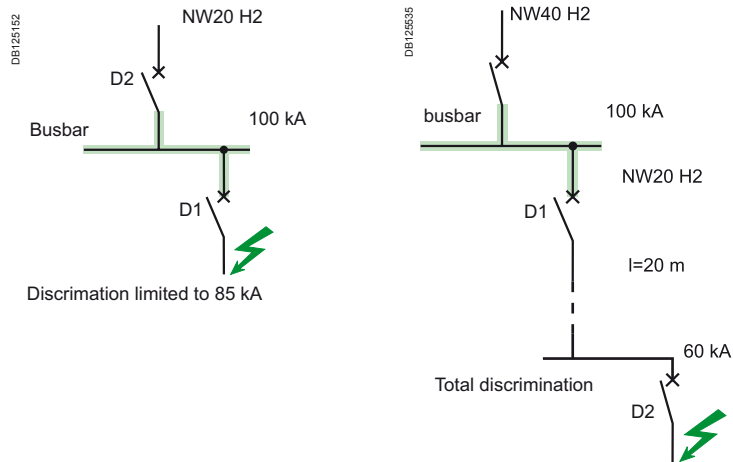 DB125152
NW20 H2
D2
Busbar
100 kA
D1
Discrimation limited to 85 kA
DB125535
NW40 H2
busbar
100 kA
NW20 H2
D1
l=20 m
60 kA
Total discrimination
D2